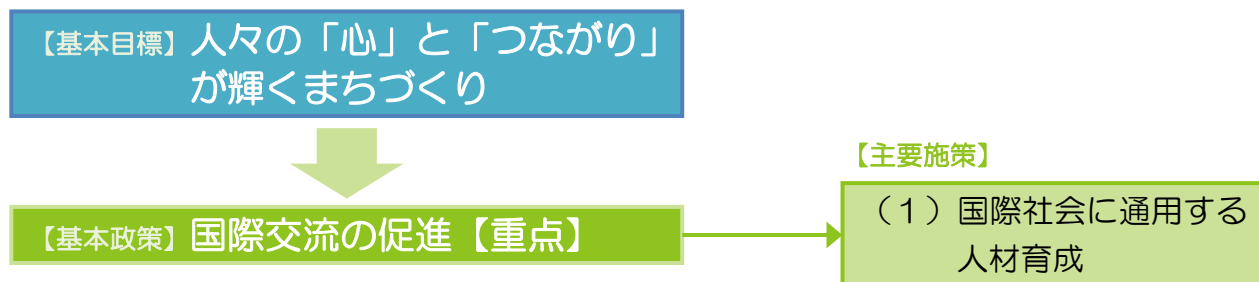 【基本目標】人々の「心」と「つながり」
が輝くまちづくり
【基本政策】国際交流の促進【重点】
【主要施策】
（１）国際社会に通用する
人材育成